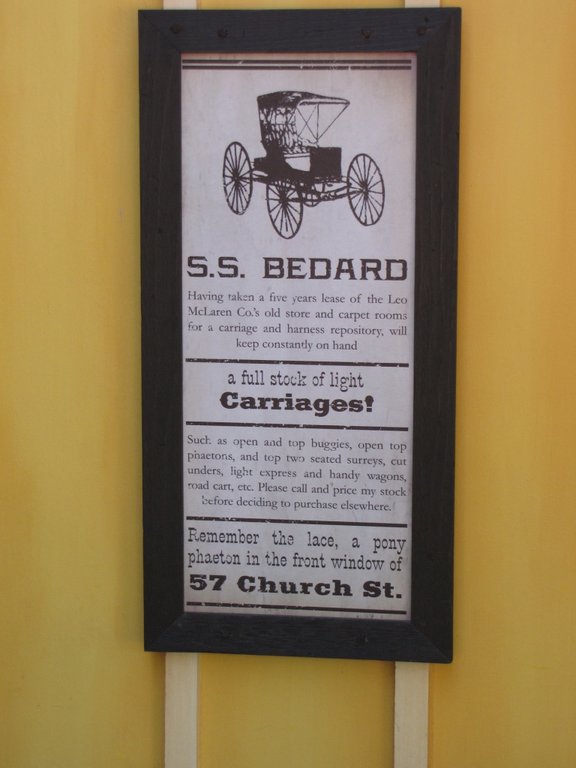 S.S. BEDARD
Having taken a five years lease of the Leo
McLaren Co.'s old store and carpet rooms
for a carriage and harness repository, will
keep constantly on hand
a full stock of light
Carriages!
Such as open and top buggies, open top
phaetons, and top two seated surreys, cut
unders, light express and handy wagons,
road cart, etc. Please call and price my stock
before deciding to purchase elsewhere.
Remember the lace, a pony
phaeton in the front window of
57 Church St.